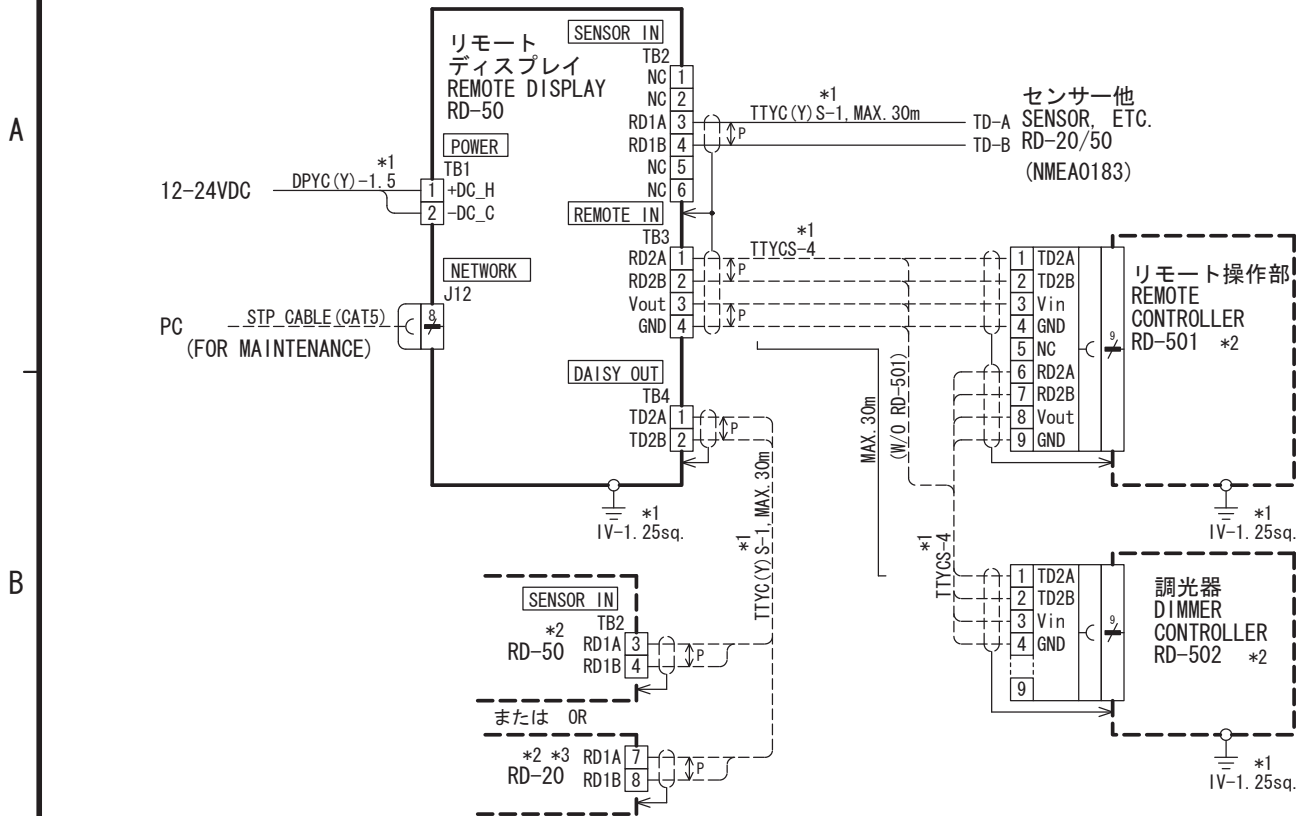 A
B
リモート
ディスプレイ
REMOTE DISPLAY
RD-50
SENSOR IN
TB2
NC 1
NC 2
RD1A 3
RD1B 4
NC 5
NC 6
*1
TTYC(Y)S-1, MAX. 30m
P
TD-A
TD-B
センサー他
SENSOR, ETC.
RD-20/50
(NMEA0183)
POWER
TB1
1 +DC_H
2 -DC_C
12-24VDC
*1
DPYC(Y)-1.5
REMOTE IN
TB3
RD2A 1
RD2B 2
Vout 3
GND 4
*1
TTYCS-4
P
P
NETWORK
J12
8
PC
(FOR MAINTENANCE)
STP CABLE(CAT5)
DAISY OUT
TB4
TD2A 1
TD2B 2
P
*1
IV-1.25sq.
*1
TTYC(Y)S-1, MAX. 30m
MAX. 30m
(W/O RD-501)
*1
TTYCS-4
1 TD2A
2 TD2B
3 Vin
4 GND
5 NC
6 RD2A
7 RD2B
8 Vout
9 GND
9
リモート操作部
REMOTE
CONTROLLER
RD-501 *2
*1
IV-1.25sq.
1 TD2A
2 TD2B
3 Vin
4 GND
9
9
調光器
DIMMER
CONTROLLER
RD-502 *2
*1
IV-1.25sq.
SENSOR IN
TB2
*2
RD-50
RD1A 3
RD1B 4
P
または OR
*2 *3
RD-20
RD1A 7
RD1B 8
P